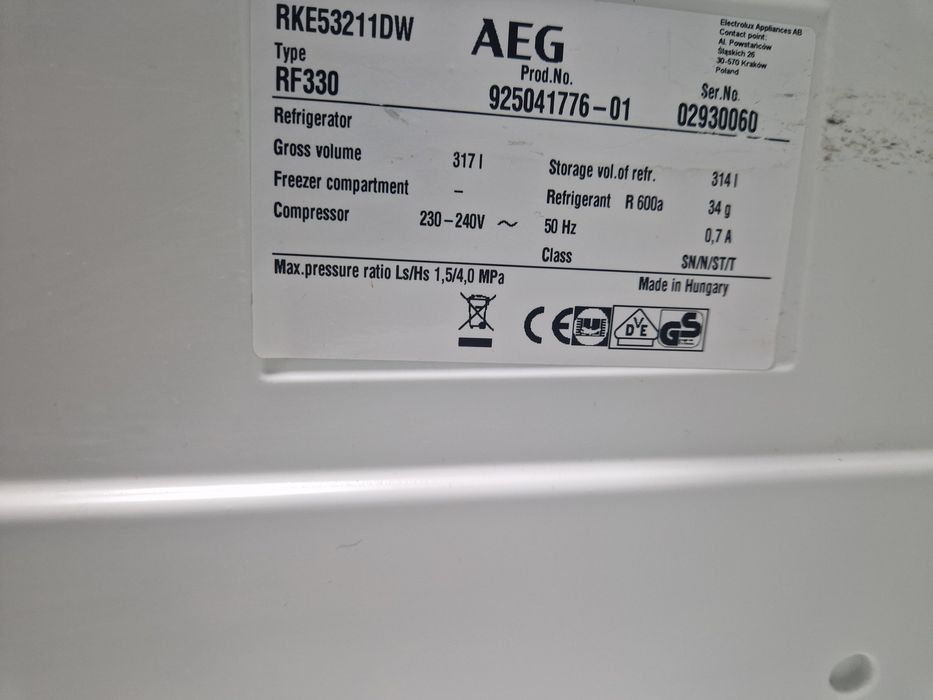 RKE53211DW
Type
RF330
AEG
Prod.No.
925041776-01
Electrolux Appliances AB
Contact point:
Al. Powstańców
Śląskich 26
30-570 Kraków
Poland
Ser.No.
02930060
Refrigerator
Gross volume 317 l Storage vol.of refr. 314 l
Freezer compartment – Refrigerant R 600a 34 g
Compressor 230-240V ~ 50 Hz 0,7 A
Class SN/N/ST/T
Max.pressure ratio Ls/Hs 1,5/4,0 MPa Made in Hungary
CE DVE GS